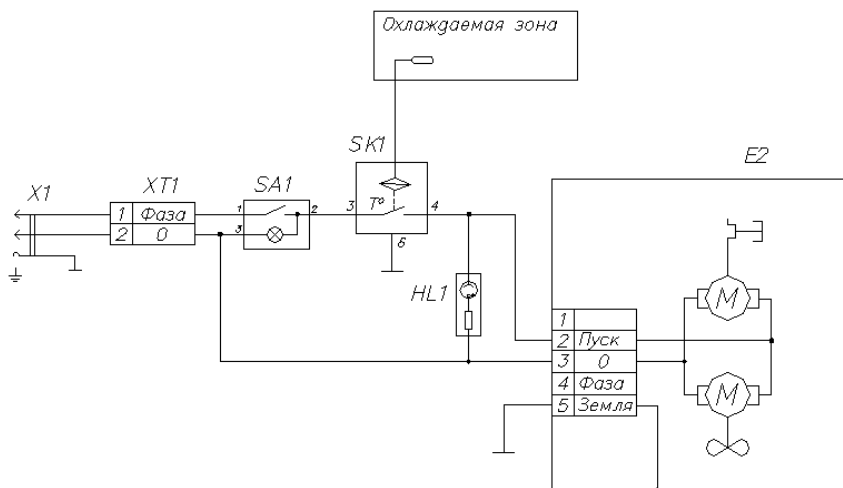 Охлаждаемая зона
SK1
E2
X1
XT1
SA1
1 Фаза
2 0
1
2
3
3
T°
4
Б
HL1
M
1
2 Пуск
3 0
4 Фаза
5 Земля
M